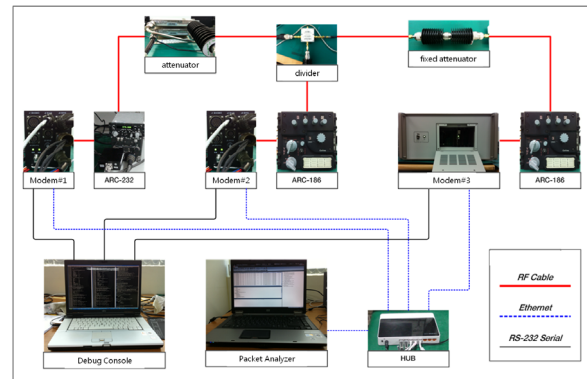 attenuator
divider
fixed attenuator
Modem#1
ARC-232
Modem#2
ARC-186
Modem#3
ARC-186
Debug Console
Packet Analyzer
HUB
RF Cable
Ethernet
RS-232 Serial